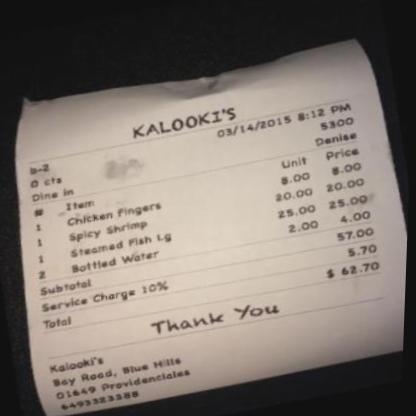 KALOOKI'S
03/14/2015 8:12 PM
b-2 5300
0 cts Denise
Dine in
# Item Unit Price
1 Chicken Fingers 8.00 8.00
1 Spicy Shrimp 20.00 20.00
1 Steamed Fish Lg 25.00 25.00
2 Bottled Water 2.00 4.00
Subtotal 57.00
Service Charge 10% 5.70
Total $ 62.70
Thank You
Kalooki's
Bay Road, Blue Hills
01649 Providenciales
6493323388